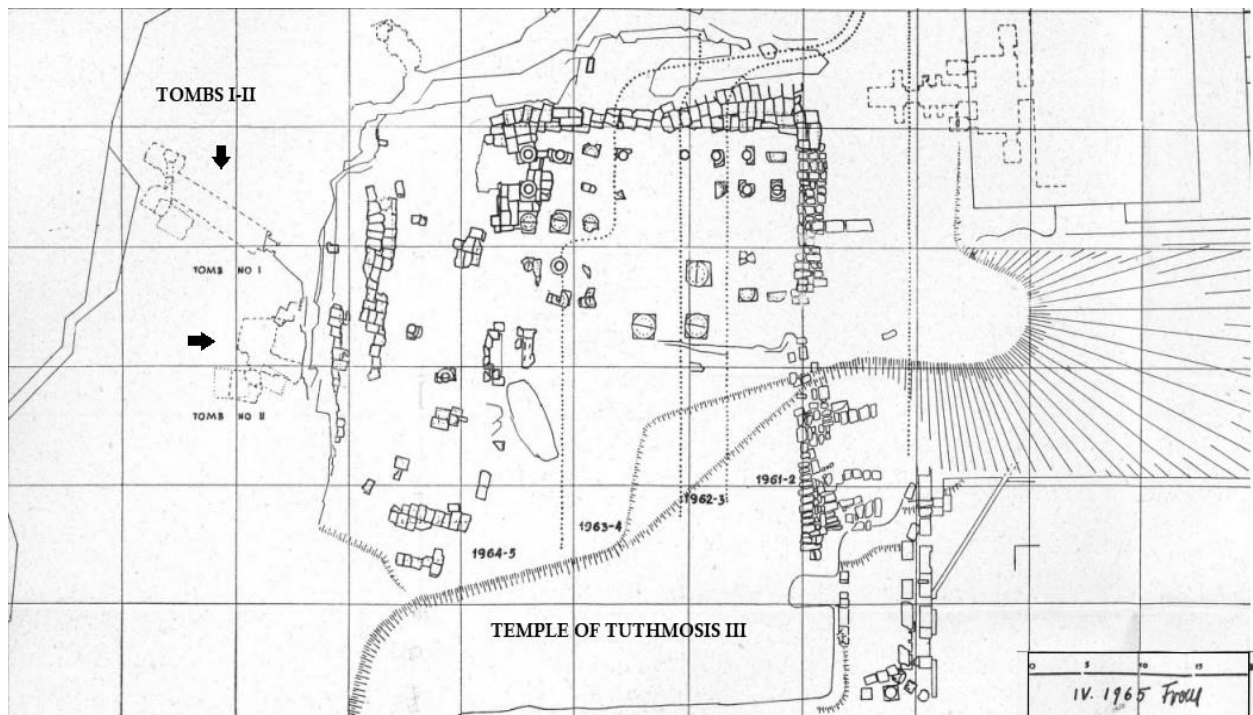 TOMBS I-II
TOMB NO I
TOMB NO II
1961-2
1962-3
1963-4
1964-5
TEMPLE OF TUTHMOSIS III
0 5 10 15
IV. 1965